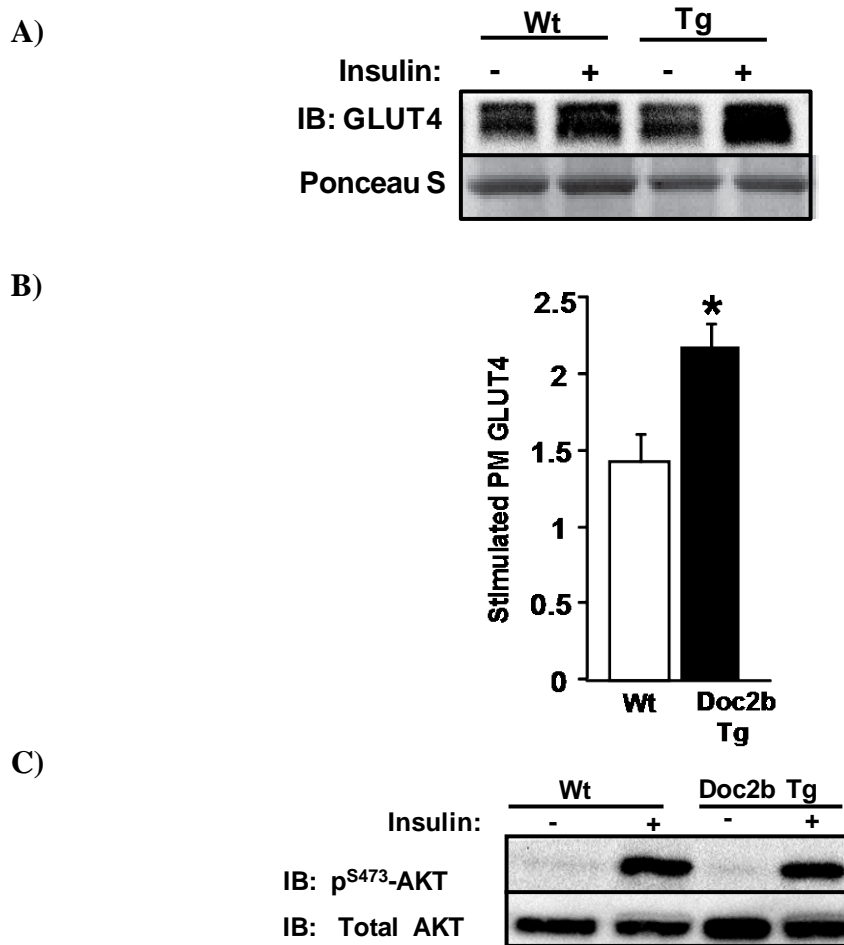 A)
Wt Tg
Insulin: - + - +
IB: GLUT4
Ponceau S
B)
2.5
2
1.5
1
0.5
0
Stimulated PM GLUT4
*
Wt Doc2b
Tg
C)
Wt Doc2b Tg
Insulin: - + - +
IB: pS473-AKT
IB: Total AKT